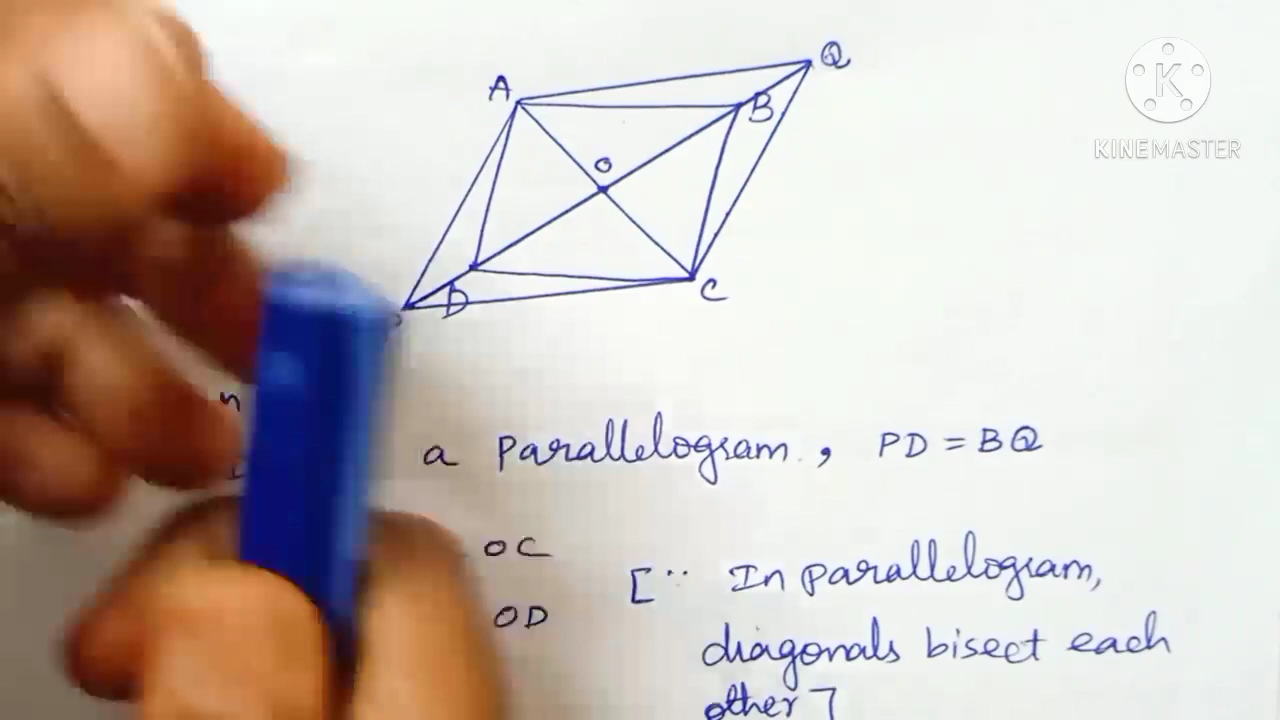 Q
A
B
O
D
C
K
KINEMASTER
a parallelogram, PD = BQ
OC
[∵ In parallelogram,
OD
diagonals bisect each
other]